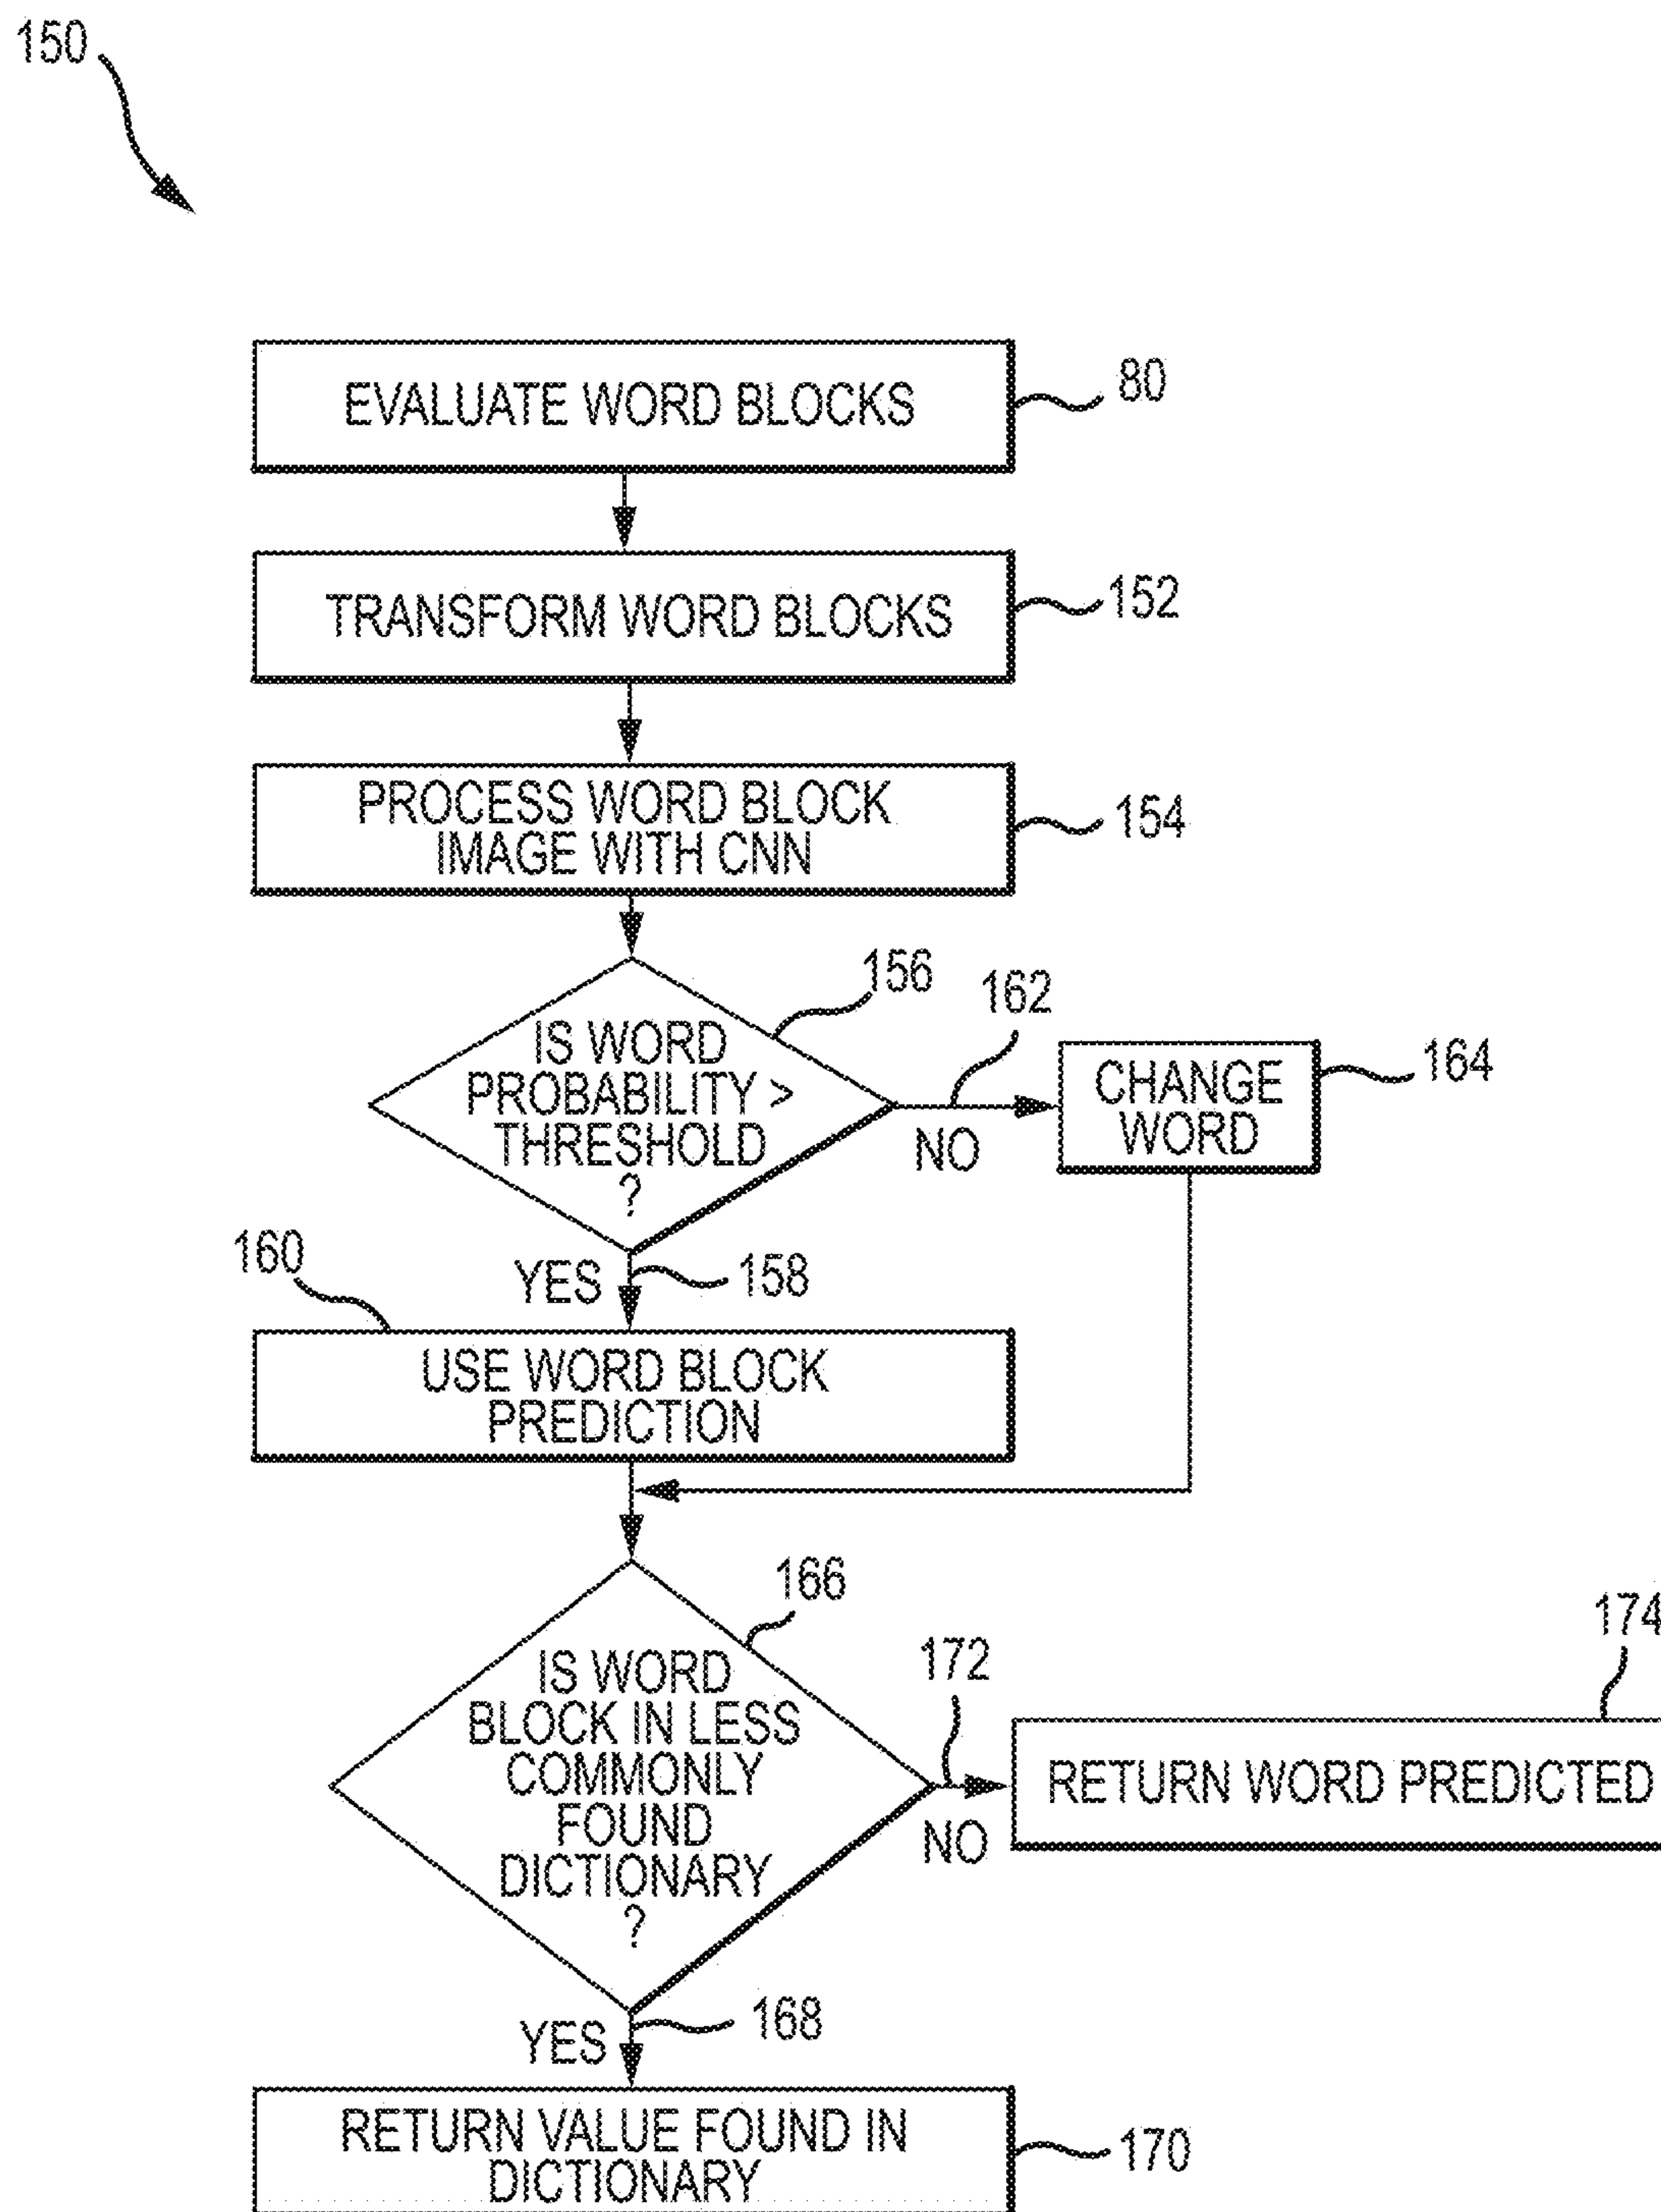 150
EVALUATE WORD BLOCKS
80
TRANSFORM WORD BLOCKS
152
PROCESS WORD BLOCK
IMAGE WITH CNN
154
156
162
IS WORD
PROBABILITY >
THRESHOLD
?
NO
CHANGE
WORD
164
160
YES
158
USE WORD BLOCK
PREDICTION
166
172
174
IS WORD
BLOCK IN LESS
COMMONLY
FOUND
DICTIONARY
?
NO
RETURN WORD PREDICTED
YES
168
RETURN VALUE FOUND IN
DICTIONARY
170